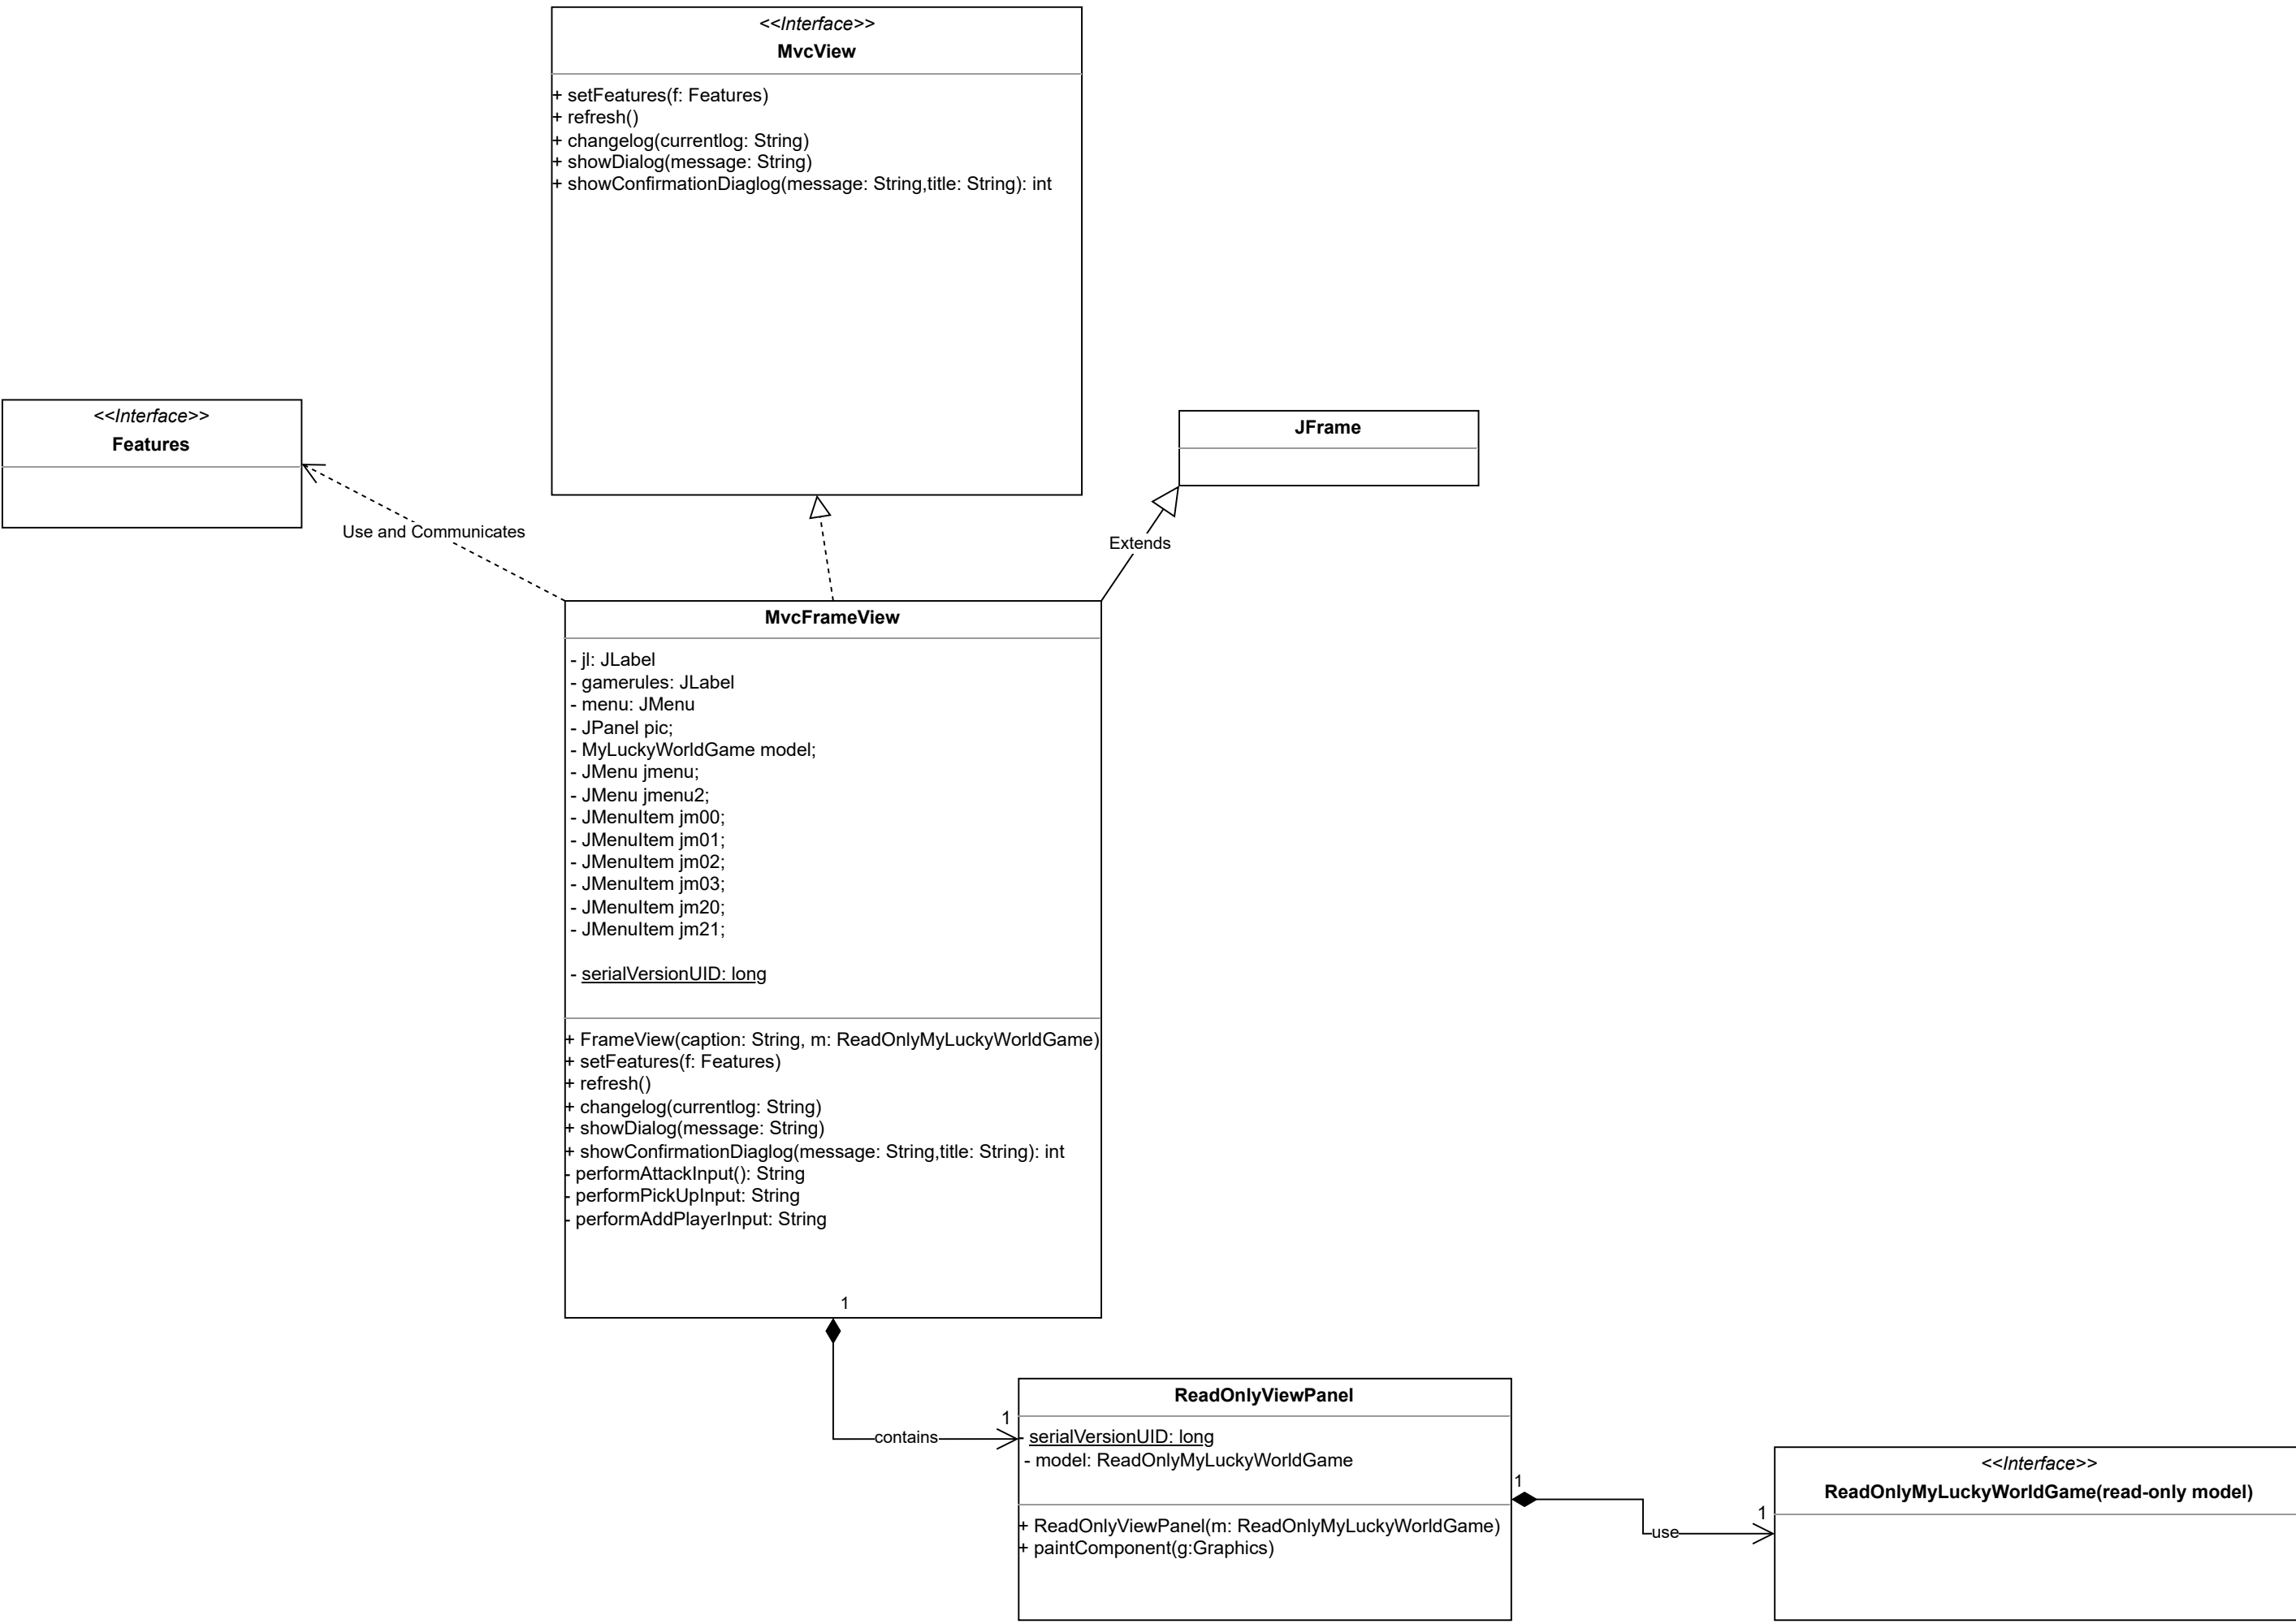 <<Interface>>
MvcView
+ setFeatures(f: Features)
+ refresh()
+ changelog(currentlog: String)
+ showDialog(message: String)
+ showConfirmationDiaglog(message: String,title: String): int
<<Interface>>
Features
JFrame
Use and Communicates
Extends
MvcFrameView
- jl: JLabel
- gamerules: JLabel
- menu: JMenu
- JPanel pic;
- MyLuckyWorldGame model;
- JMenu jmenu;
- JMenu jmenu2;
- JMenuItem jm00;
- JMenuItem jm01;
- JMenuItem jm02;
- JMenuItem jm03;
- JMenuItem jm20;
- JMenuItem jm21;
- serialVersionUID: long
+ FrameView(caption: String, m: ReadOnlyMyLuckyWorldGame)
+ setFeatures(f: Features)
+ refresh()
+ changelog(currentlog: String)
+ showDialog(message: String)
+ showConfirmationDiaglog(message: String,title: String): int
- performAttackInput(): String
- performPickUpInput: String
- performAddPlayerInput: String
1
contains
1
ReadOnlyViewPanel
- serialVersionUID: long
- model: ReadOnlyMyLuckyWorldGame
+ ReadOnlyViewPanel(m: ReadOnlyMyLuckyWorldGame)
+ paintComponent(g:Graphics)
1
use
1
<<Interface>>
ReadOnlyMyLuckyWorldGame(read-only model)